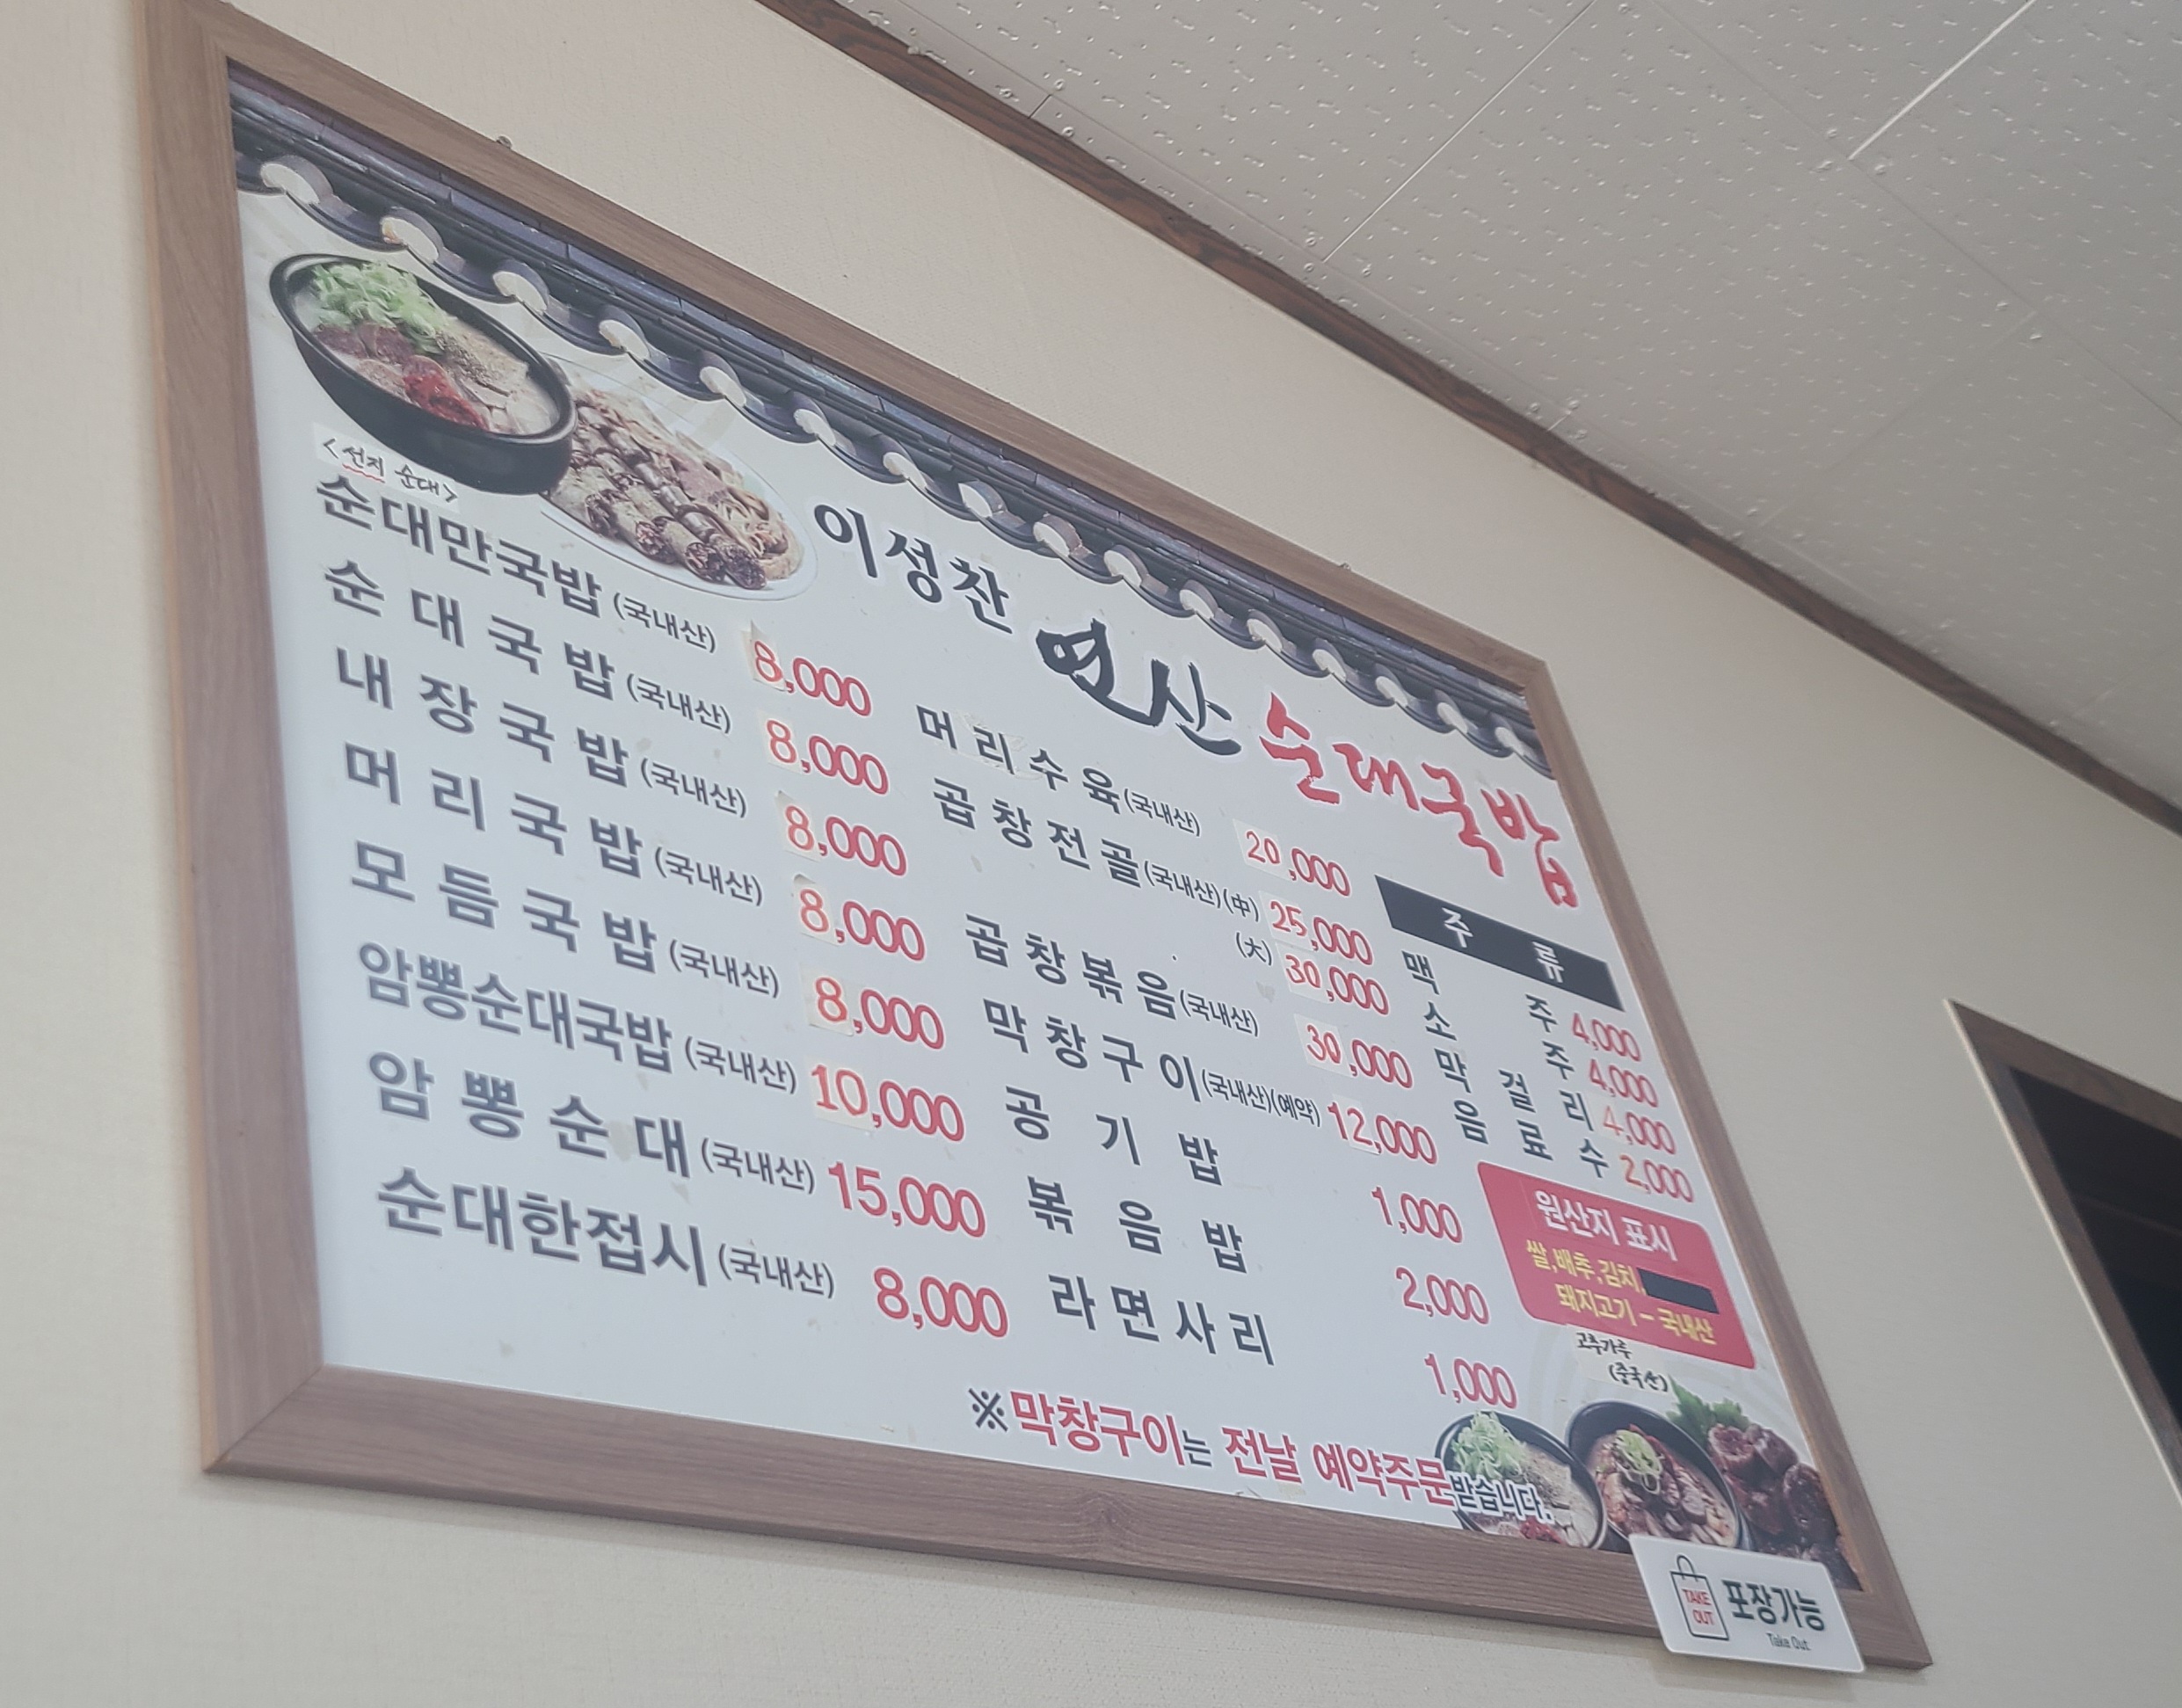 이성찬 연산 순대국밥
<선지 순대>
순대만국밥 (국내산) 8,000
순대국밥 (국내산) 8,000
내장국밥 (국내산) 8,000
머리국밥 (국내산) 8,000
모듬국밥 (국내산) 8,000
암뽕순대국밥 (국내산) 10,000
암뽕순대 (국내산) 15,000
순대한접시 (국내산) 8,000
머리수육 (국내산) 20,000
곱창전골 (국내산) (中) 25,000
(大) 30,000
곱창볶음 (국내산) 30,000
막창구이 (국내산) (예약) 12,000
공기밥 1,000
볶음밥 2,000
라면사리 1,000
주류
맥주 4,000
소주 4,000
막걸리 4,000
음료수 2,000
원산지 표시
쌀,배추,김치
돼지고기 - 국내산
고추가루
(중국산)
※막창구이는 전날 예약주문받습니다.
TAKE
OUT
포장가능
Take Out